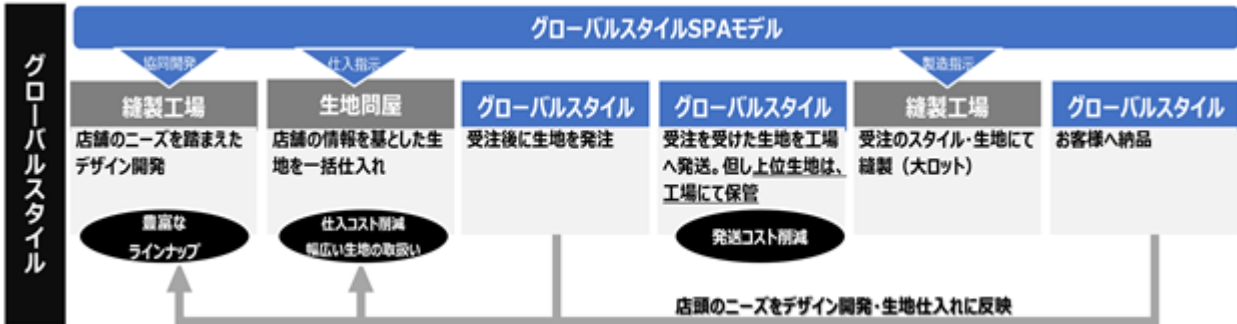 グローバルスタイル
グローバルスタイルSPAモデル
協同開発
仕入指示
製造指示
縫製工場
店舗のニーズを踏まえた
デザイン開発
豊富な
ラインナップ
生地問屋
店舗の情報を基とした生
地を一括仕入れ
仕入コスト削減
幅広い生地の取扱い
グローバルスタイル
受注後に生地を発注
グローバルスタイル
受注を受けた生地を工場
へ発送。但し上位生地は、
工場にて保管
発送コスト削減
縫製工場
受注のスタイル・生地にて
縫製（大ロット）
グローバルスタイル
お客様へ納品
店頭のニーズをデザイン開発・生地仕入れに反映